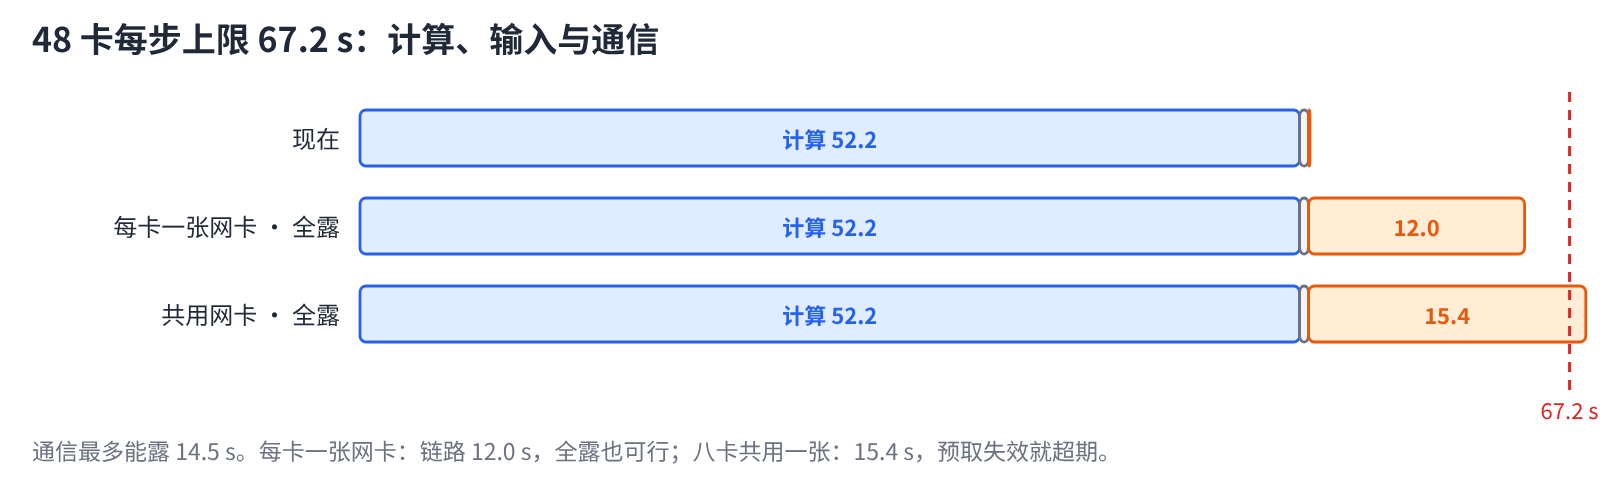 48 卡每步上限 67.2 s：计算、输入与通信
现在
计算 52.2
每卡一张网卡 · 全露
计算 52.2
12.0
共用网卡 · 全露
计算 52.2
15.4
67.2 s
通信最多能露 14.5 s。每卡一张网卡：链路 12.0 s，全露也可行；八卡共用一张：15.4 s，预取失效就超期。